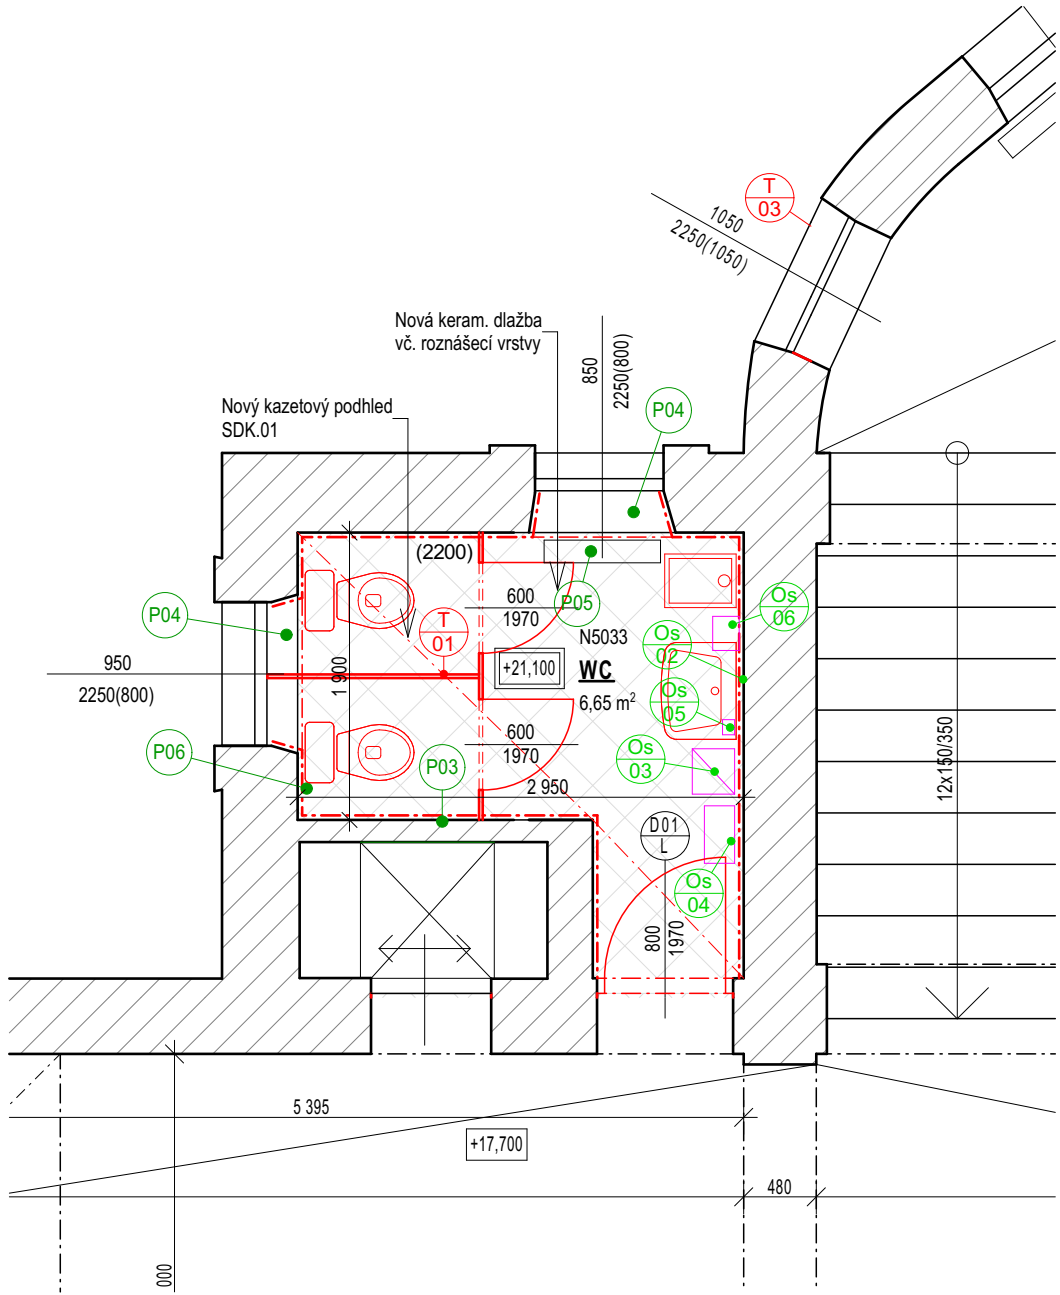 T
03
1050
2250(1050)
Nová keram. dlažba
vč. roznášecí vrstvy
850
2250(800)
Nový kazetový podhled
SDK.01
P04
(2200)
P04
950
2250(800)
1 900
T
01
600
1970
P05
N5033
+21,100
WC
6,65 m²
Os
06
Os
02
Os
05
Os
03
P06
P03
600
1970
2 950
D01
L
Os
04
800
1970
12x150/350
5 395
+17,700
480
000